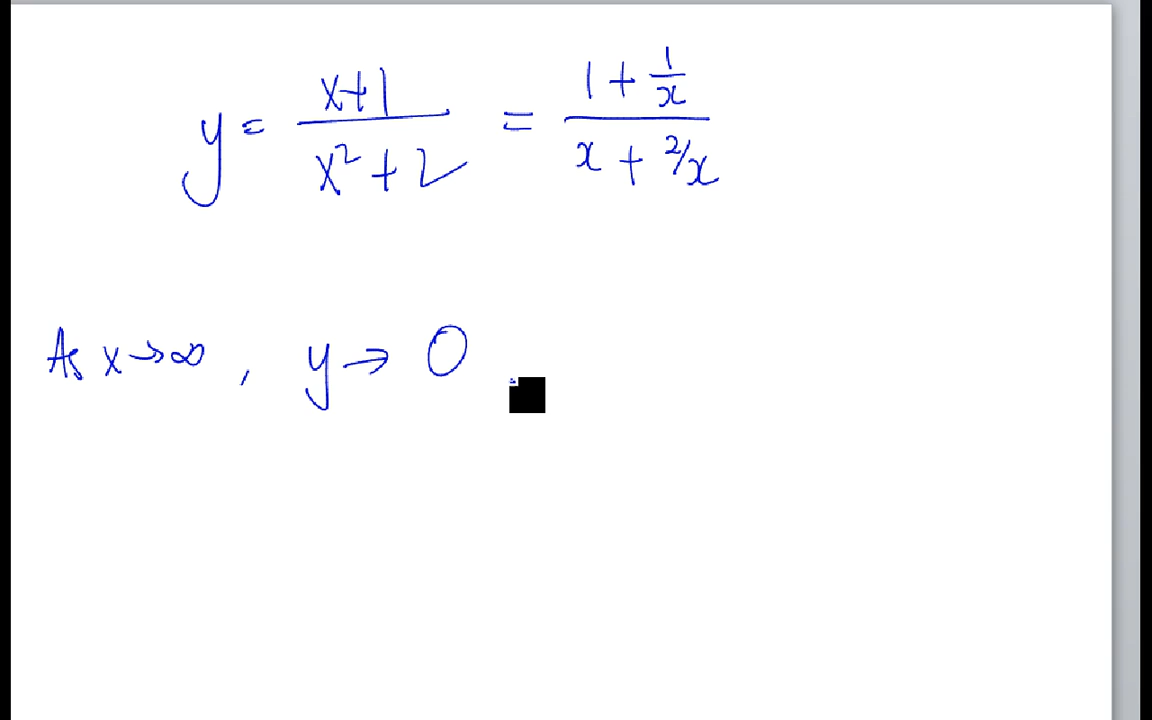 y = x+1 / x²+2 = 1 + 1/x / x + 2/x
As x→∞, y → 0